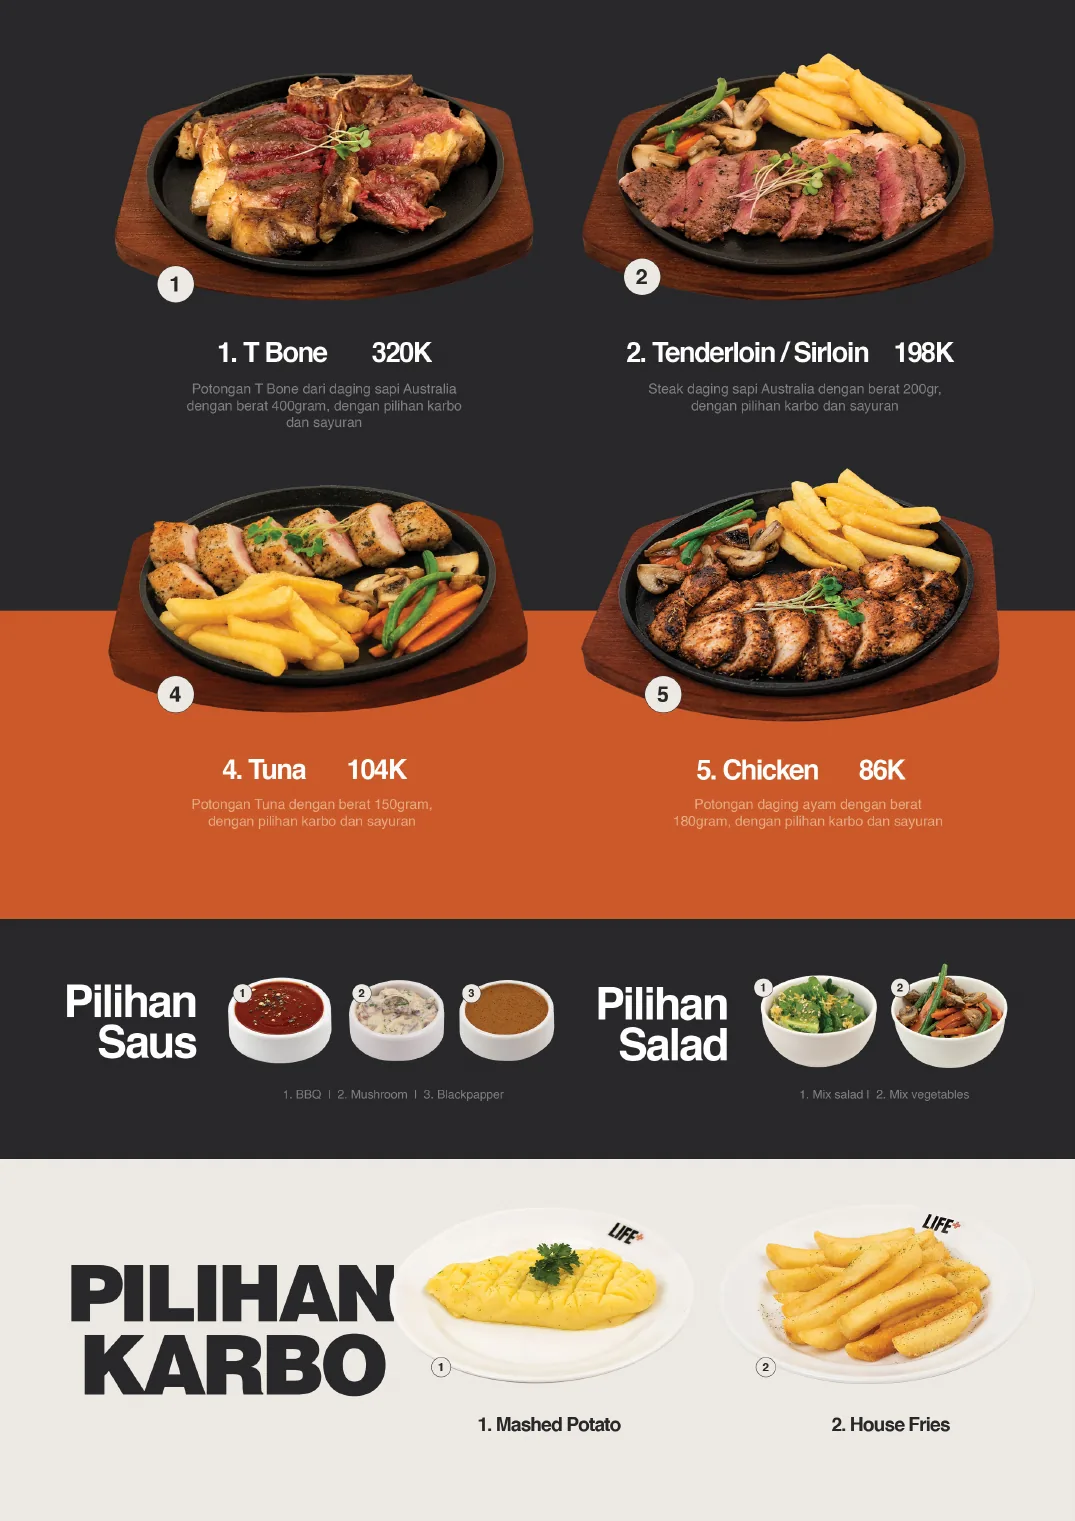 1
2
1. T Bone 320K
Potongan T Bone dari daging sapi Australia
dengan berat 400gram, dengan pilihan karbo
dan sayuran
2. Tenderloin / Sirloin 198K
Steak daging sapi Australia dengan berat 200gr,
dengan pilihan karbo dan sayuran
4
5
4. Tuna 104K
Potongan Tuna dengan berat 150gram,
dengan pilihan karbo dan sayuran
5. Chicken 86K
Potongan daging ayam dengan berat
180gram, dengan pilihan karbo dan sayuran
Pilihan
Saus
1
2
3
1. BBQ | 2. Mushroom | 3. Blackpapper
Pilihan
Salad
1
2
1. Mix salad | 2. Mix vegetables
PILIHAN
KARBO
LIFE+
1
1. Mashed Potato
LIFE+
2
2. House Fries